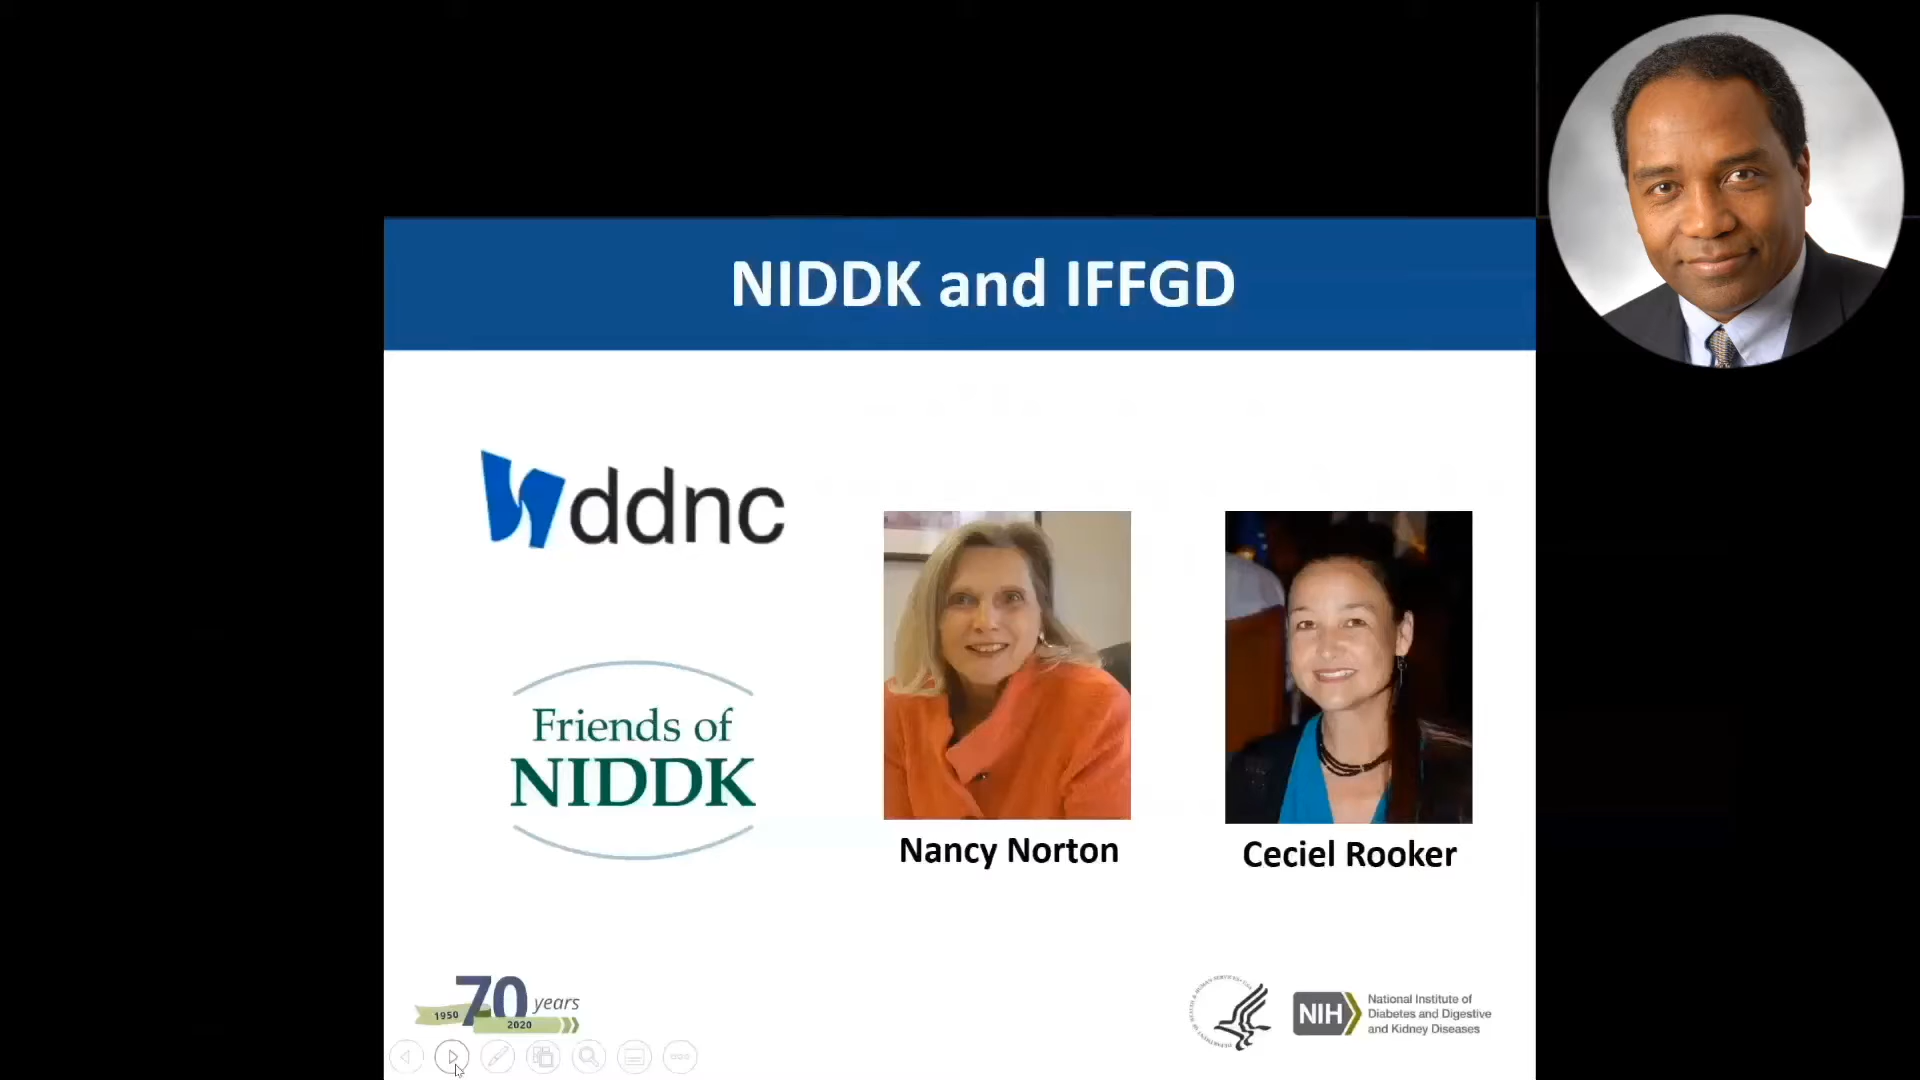 NIDDK and IFFGD
ddnc
Friends of
NIDDK
Nancy Norton
Ceciel Rooker
70 years
1950
2020
NIH
National Institute of
Diabetes and Digestive
and Kidney Diseases